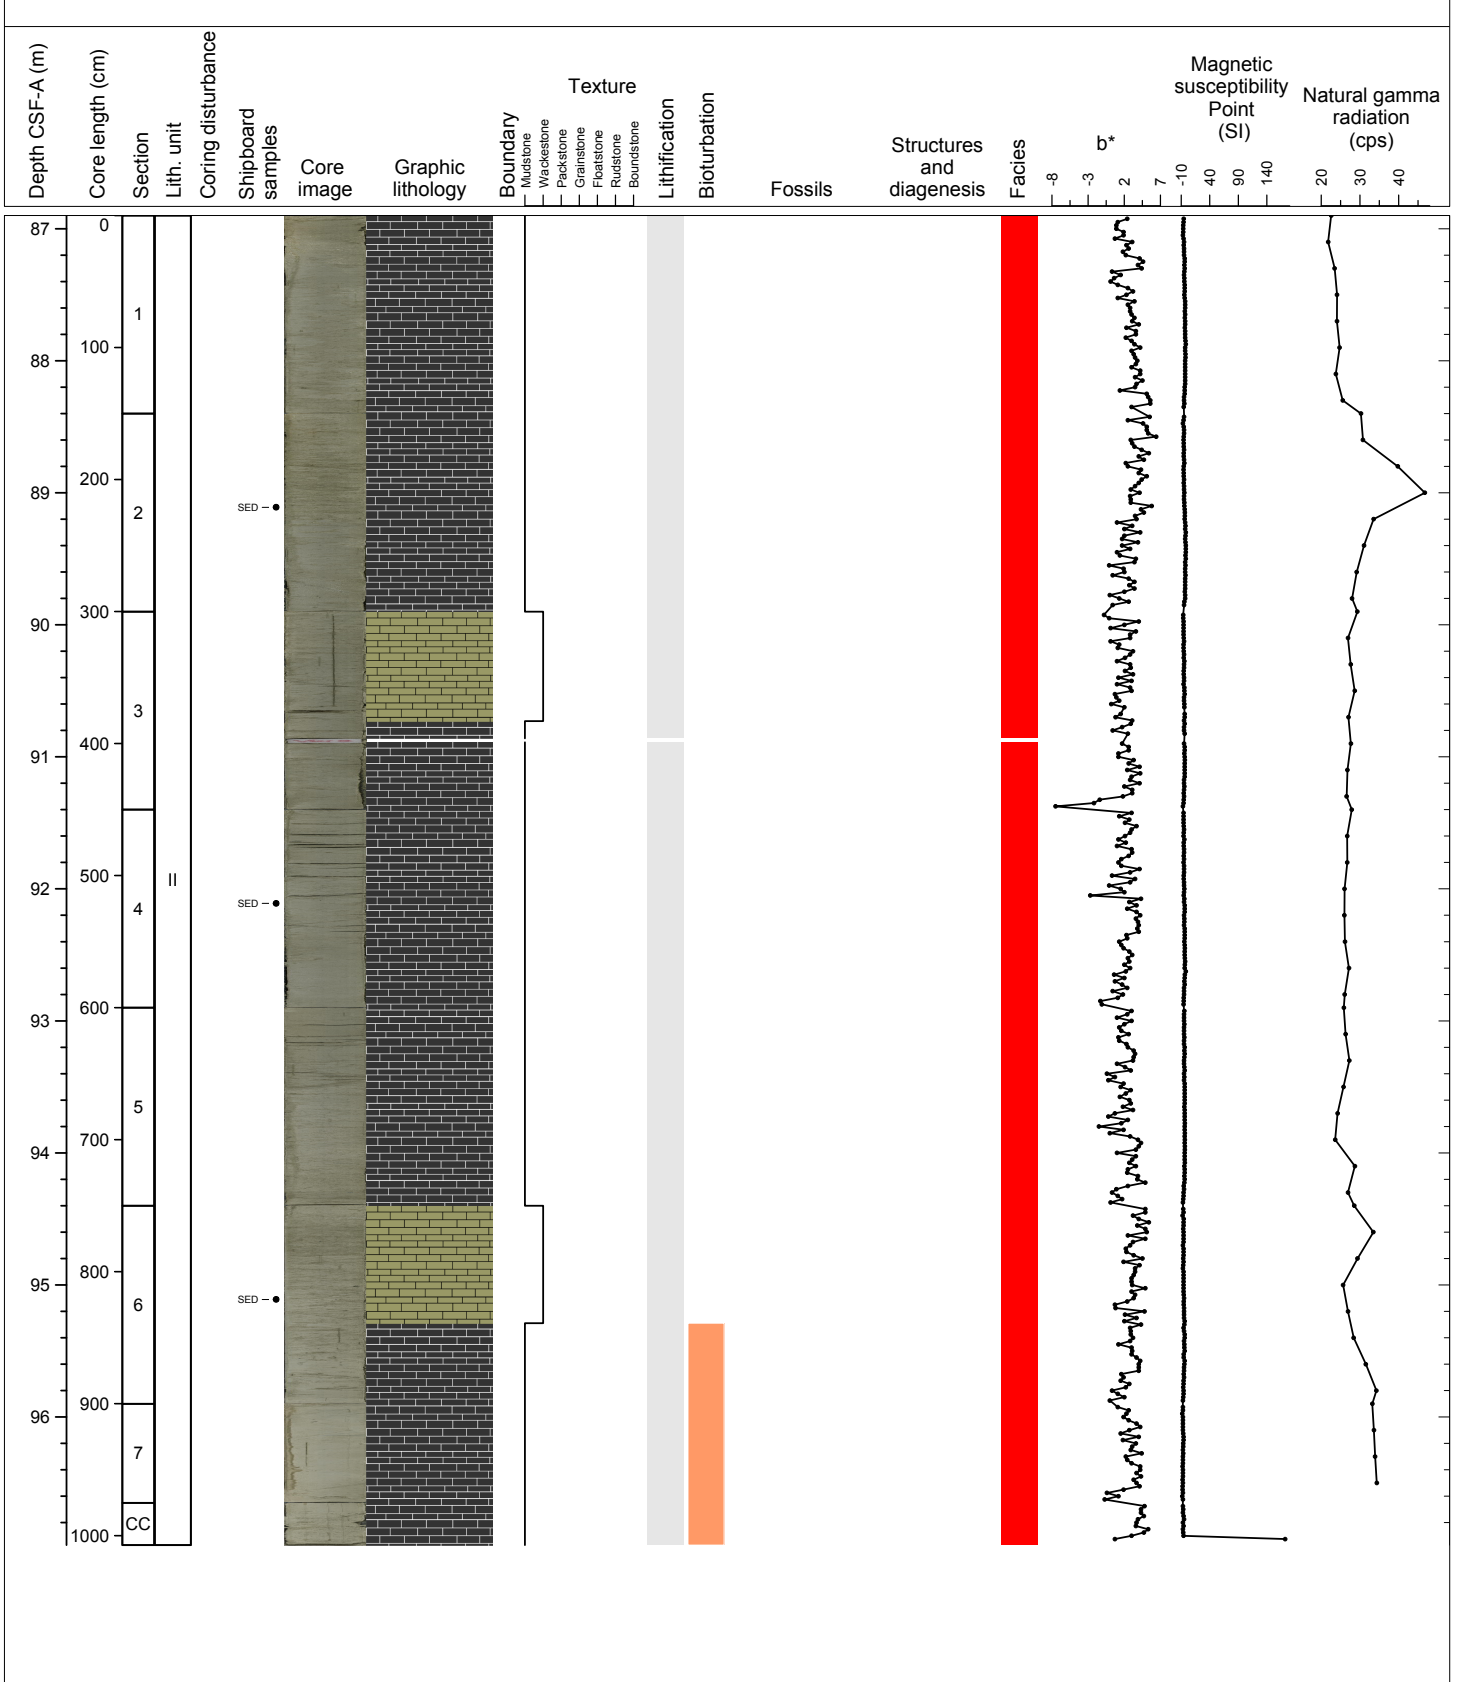 Depth CSF-A (m)
Core length (cm)
Section
Lith. unit
Coring disturbance
Shipboard
samples
Core
image
Graphic
lithology
Boundary
Texture
Mudstone
Wackestone
Packstone
Grainstone
Floatstone
Rudstone
Boundstone
Lithification
Bioturbation
Fossils
Structures
and
diagenesis
Facies
b*
-8
-3
2
7
Magnetic
susceptibility
Point
(SI)
-10
40
90
140
Natural gamma
radiation
(cps)
20
30
40
87
88
89
90
91
92
93
94
95
96
0
100
200
300
400
500
600
700
800
900
1000
1
2
3
4
5
6
7
CC
II
SED
SED
SED